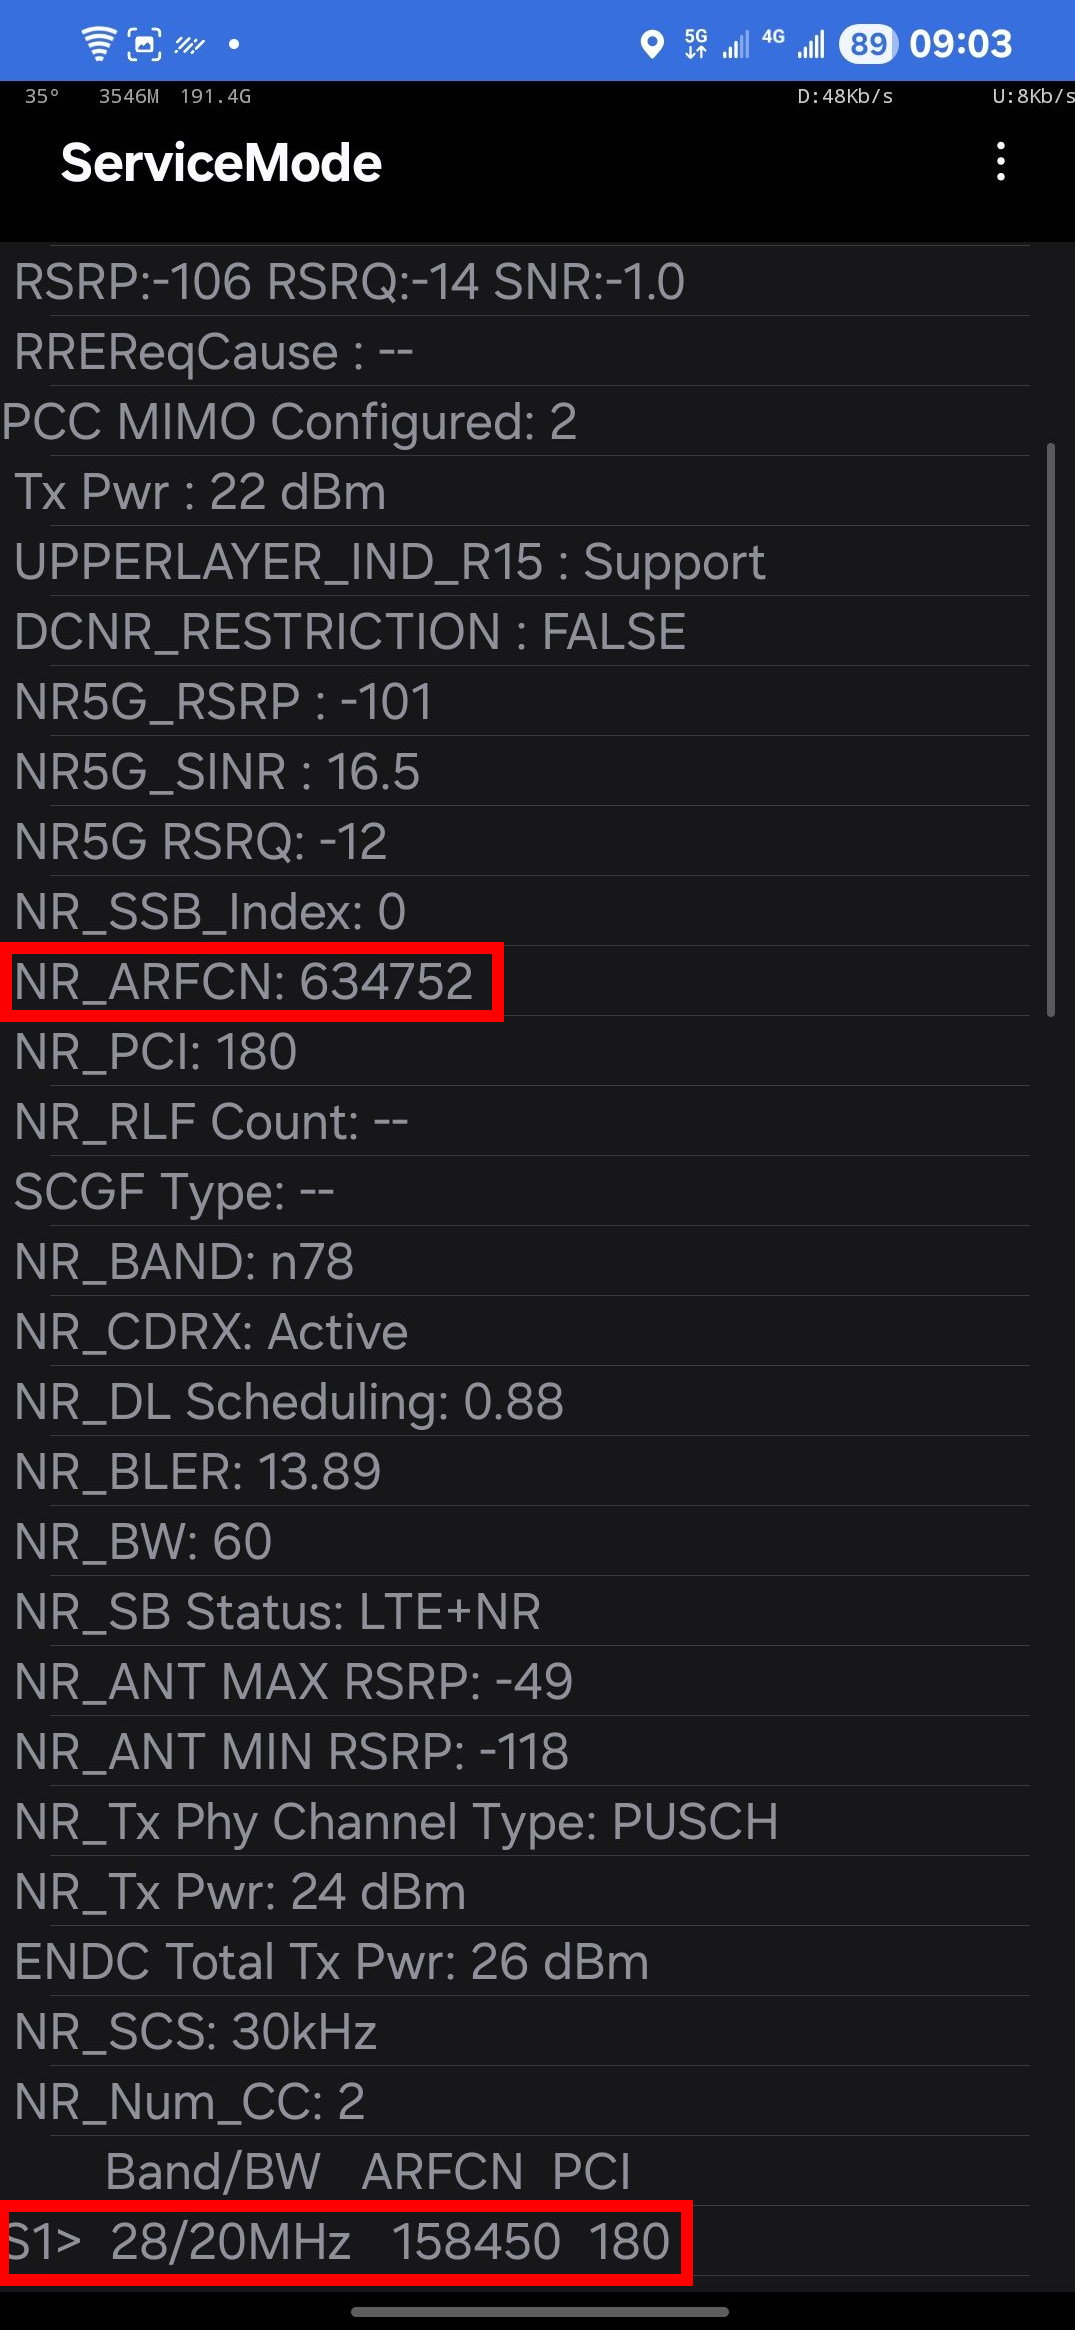 5G 4G 89 09:03
35° 3546M 191.4G D:48Kb/s U:8Kb/s
ServiceMode
RSRP:-106 RSRQ:-14 SNR:-1.0
RREReqCause : --
PCC MIMO Configured: 2
Tx Pwr : 22 dBm
UPPERLAYER_IND_R15 : Support
DCNR_RESTRICTION : FALSE
NR5G_RSRP : -101
NR5G_SINR : 16.5
NR5G RSRQ: -12
NR_SSB_Index: 0
NR_ARFCN: 634752
NR_PCI: 180
NR_RLF Count: --
SCGF Type: --
NR_BAND: n78
NR_CDRX: Active
NR_DL Scheduling: 0.88
NR_BLER: 13.89
NR_BW: 60
NR_SB Status: LTE+NR
NR_ANT MAX RSRP: -49
NR_ANT MIN RSRP: -118
NR_Tx Phy Channel Type: PUSCH
NR_Tx Pwr: 24 dBm
ENDC Total Tx Pwr: 26 dBm
NR_SCS: 30kHz
NR_Num_CC: 2
Band/BW ARFCN PCI
S1> 28/20MHz 158450 180